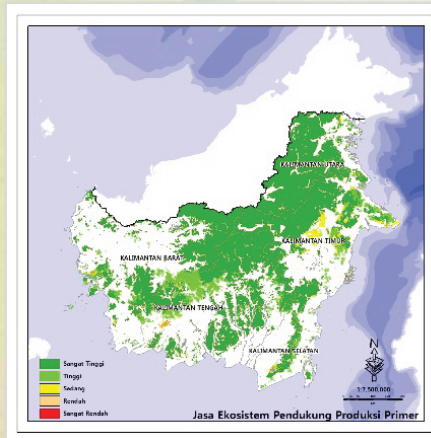 KALIMANTAN UTARA
KALIMANTAN TIMUR
KALIMANTAN BARAT
KALIMANTAN TENGAH
KALIMANTAN SELATAN
Sangat Tinggi
Tinggi
Sedang
Rendah
Sangat Rendah
1:7,500,000
Jasa Ekosistem Pendukung Produksi Primer